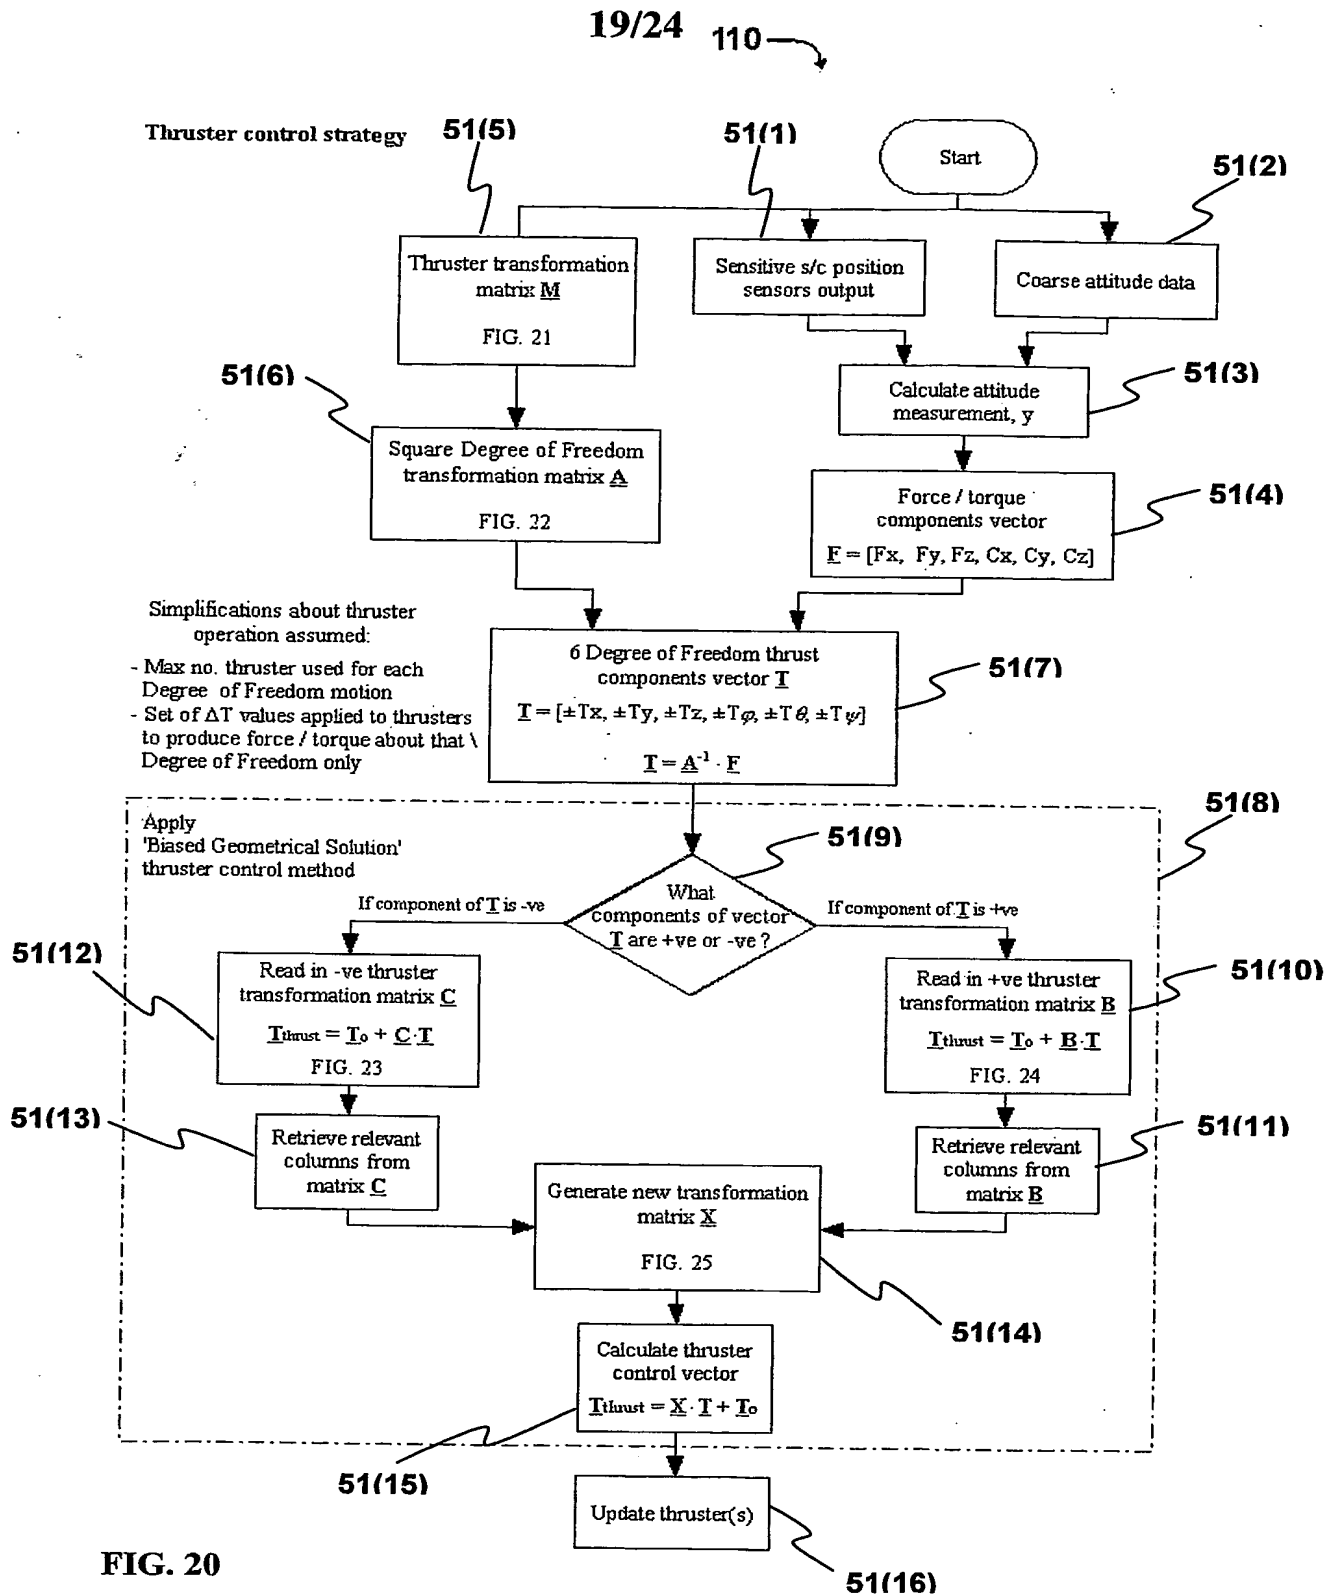 19/24
110
Thruster control strategy
51(5)
51(1)
Start
51(2)
Thruster transformation
matrix M
FIG. 21
Sensitive s/c position
sensors output
Coarse attitude data
51(6)
51(3)
Calculate attitude
measurement, y
Square Degree of Freedom
transformation matrix A
FIG. 22
51(4)
Force / torque
components vector
F = [Fx, Fy, Fz, Cx, Cy, Cz]
Simplifications about thruster
operation assumed:
- Max no. thruster used for each
Degree of Freedom motion
- Set of ΔT values applied to thrusters
to produce force / torque about that \
Degree of Freedom only
6 Degree of Freedom thrust
components vector T
T = [±Tx, ±Ty, ±Tz, ±Tφ, ±Tθ, ±Tψ]
T = A⁻¹ · F
51(7)
51(8)
Apply
'Biased Geometrical Solution'
thruster control method
51(9)
What
components of vector
T are +ve or -ve ?
If component of T is -ve
If component of T is +ve
51(12)
Read in -ve thruster
transformation matrix C
Tthrust = To + C·T
FIG. 23
51(10)
Read in +ve thruster
transformation matrix B
Tthrust = To + B·T
FIG. 24
51(13)
Retrieve relevant
columns from
matrix C
51(11)
Retrieve relevant
columns from
matrix B
Generate new transformation
matrix X
FIG. 25
51(14)
Calculate thruster
control vector
Tthrust = X · T + To
51(15)
Update thruster(s)
51(16)
FIG. 20